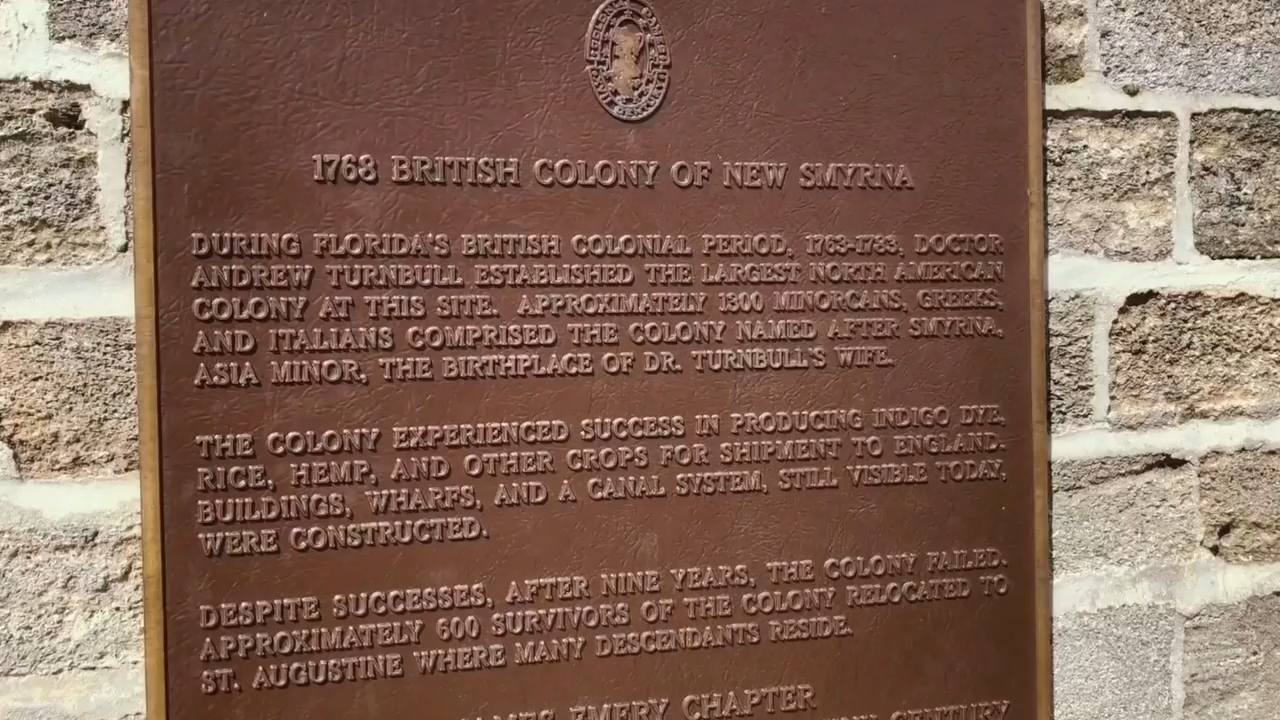 1768 BRITISH COLONY OF NEW SMYRNA
DURING FLORIDA'S BRITISH COLONIAL PERIOD, 1763-1783, DOCTOR
ANDREW TURNBULL ESTABLISHED THE LARGEST NORTH AMERICAN
COLONY AT THIS SITE. APPROXIMATELY 1300 MINORCANS, GREEKS,
AND ITALIANS COMPRISED THE COLONY NAMED AFTER SMYRNA,
ASIA MINOR, THE BIRTHPLACE OF DR. TURNBULL'S WIFE.
THE COLONY EXPERIENCED SUCCESS IN PRODUCING INDIGO DYE,
RICE, HEMP, AND OTHER CROPS FOR SHIPMENT TO ENGLAND.
BUILDINGS, WHARFS, AND A CANAL SYSTEM, STILL VISIBLE TODAY,
WERE CONSTRUCTED.
DESPITE SUCCESSES, AFTER NINE YEARS, THE COLONY FAILED.
APPROXIMATELY 600 SURVIVORS OF THE COLONY RELOCATED TO
ST. AUGUSTINE WHERE MANY DESCENDANTS RESIDE.
EMERY CHAPTER
CENTURY